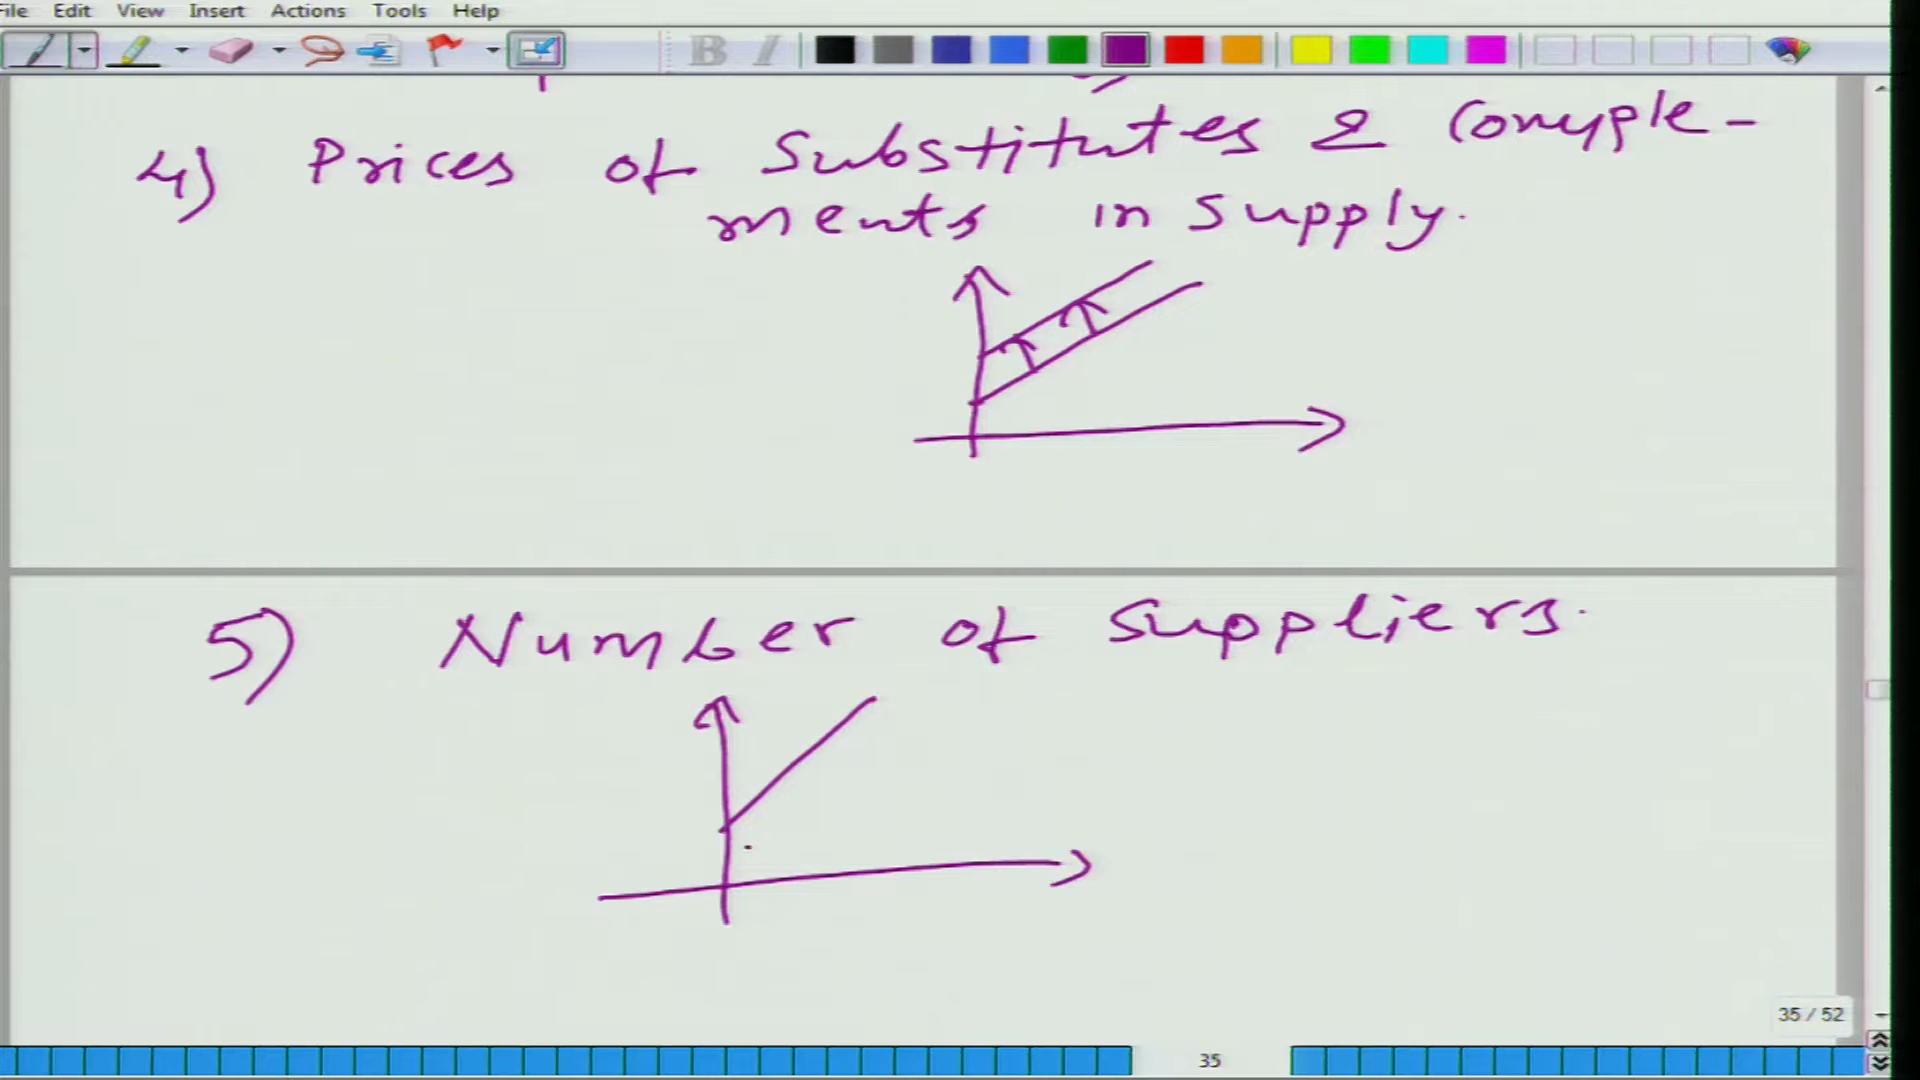 File Edit View Insert Actions Tools Help
B I
4) Prices of Substitutes & Comple-
ments in supply.
5) Number of Suppliers.
35 / 52
35